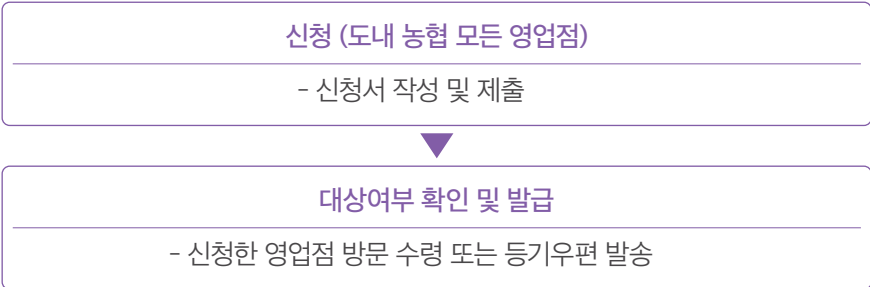 신청 (도내 농협 모든 영업점)
- 신청서 작성 및 제출
대상여부 확인 및 발급
- 신청한 영업점 방문 수령 또는 등기우편 발송